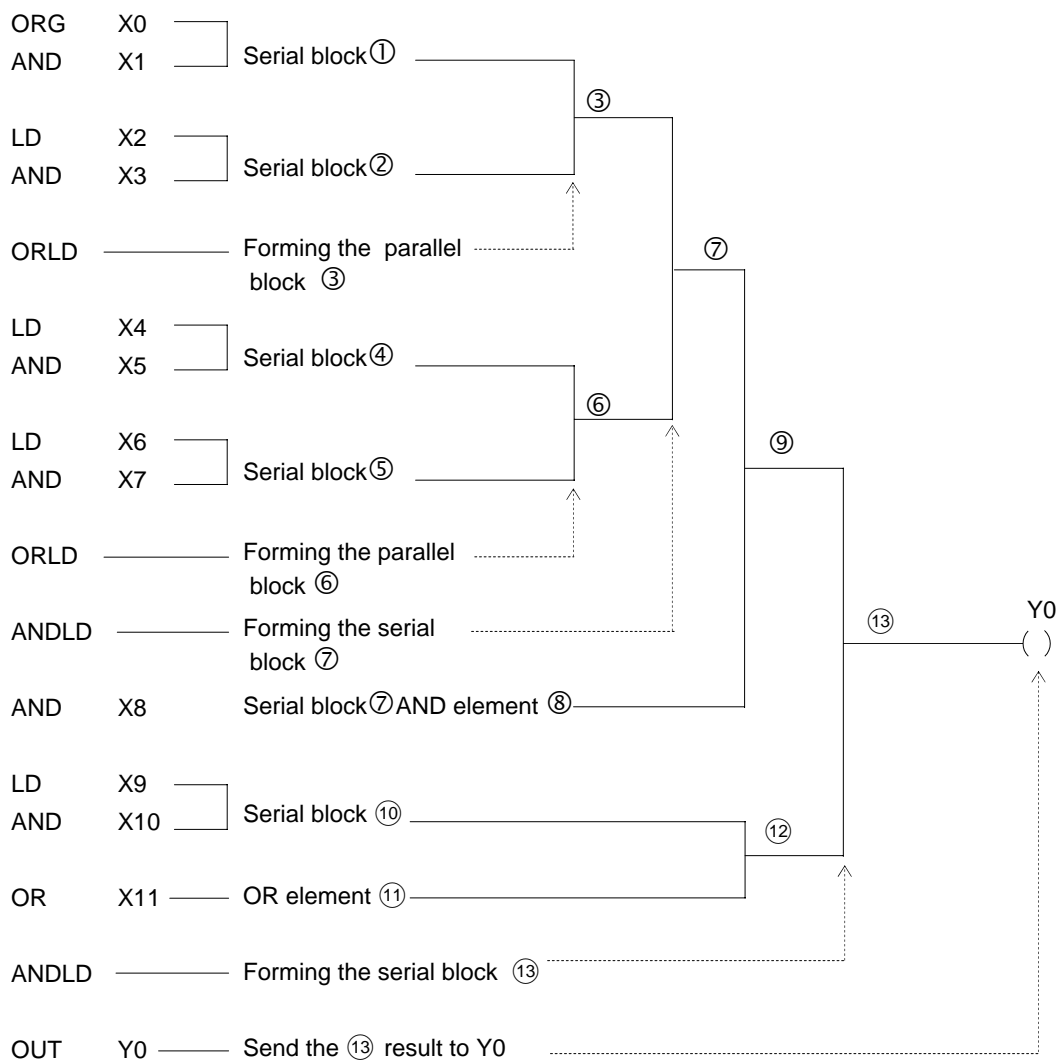 ORG X0
AND X1 Serial block①
③
LD X2
AND X3 Serial block②
ORLD Forming the parallel
block ③
⑦
LD X4
AND X5 Serial block④
⑥
LD X6
AND X7 Serial block⑤
⑨
ORLD Forming the parallel
block ⑥
ANDLD Forming the serial
block ⑦
⑬ Y0
( )
AND X8 Serial block⑦AND element ⑧
LD X9
AND X10 Serial block ⑩
⑫
OR X11 OR element ⑪
ANDLD Forming the serial block ⑬
OUT Y0 Send the ⑬ result to Y0